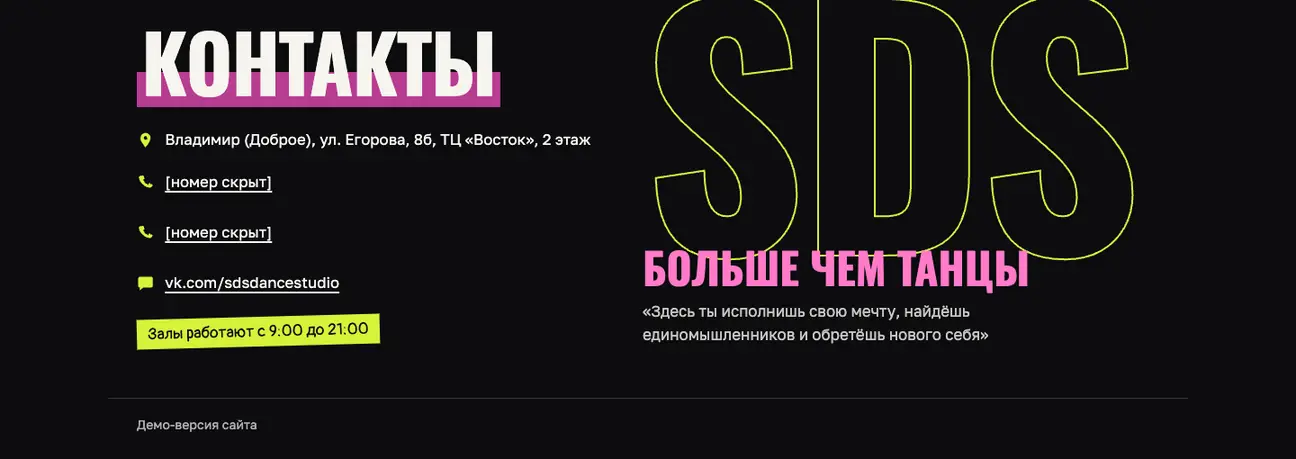 КОНТАКТЫ
Владимир (Доброе), ул. Егорова, 8б, ТЦ «Восток», 2 этаж
[номер скрыт]
[номер скрыт]
vk.com/sdsdancestudio
Залы работают с 9:00 до 21:00
SDS
БОЛЬШЕ ЧЕМ ТАНЦЫ
«Здесь ты исполнишь свою мечту, найдёшь
единомышленников и обретёшь нового себя»
Демо-версия сайта